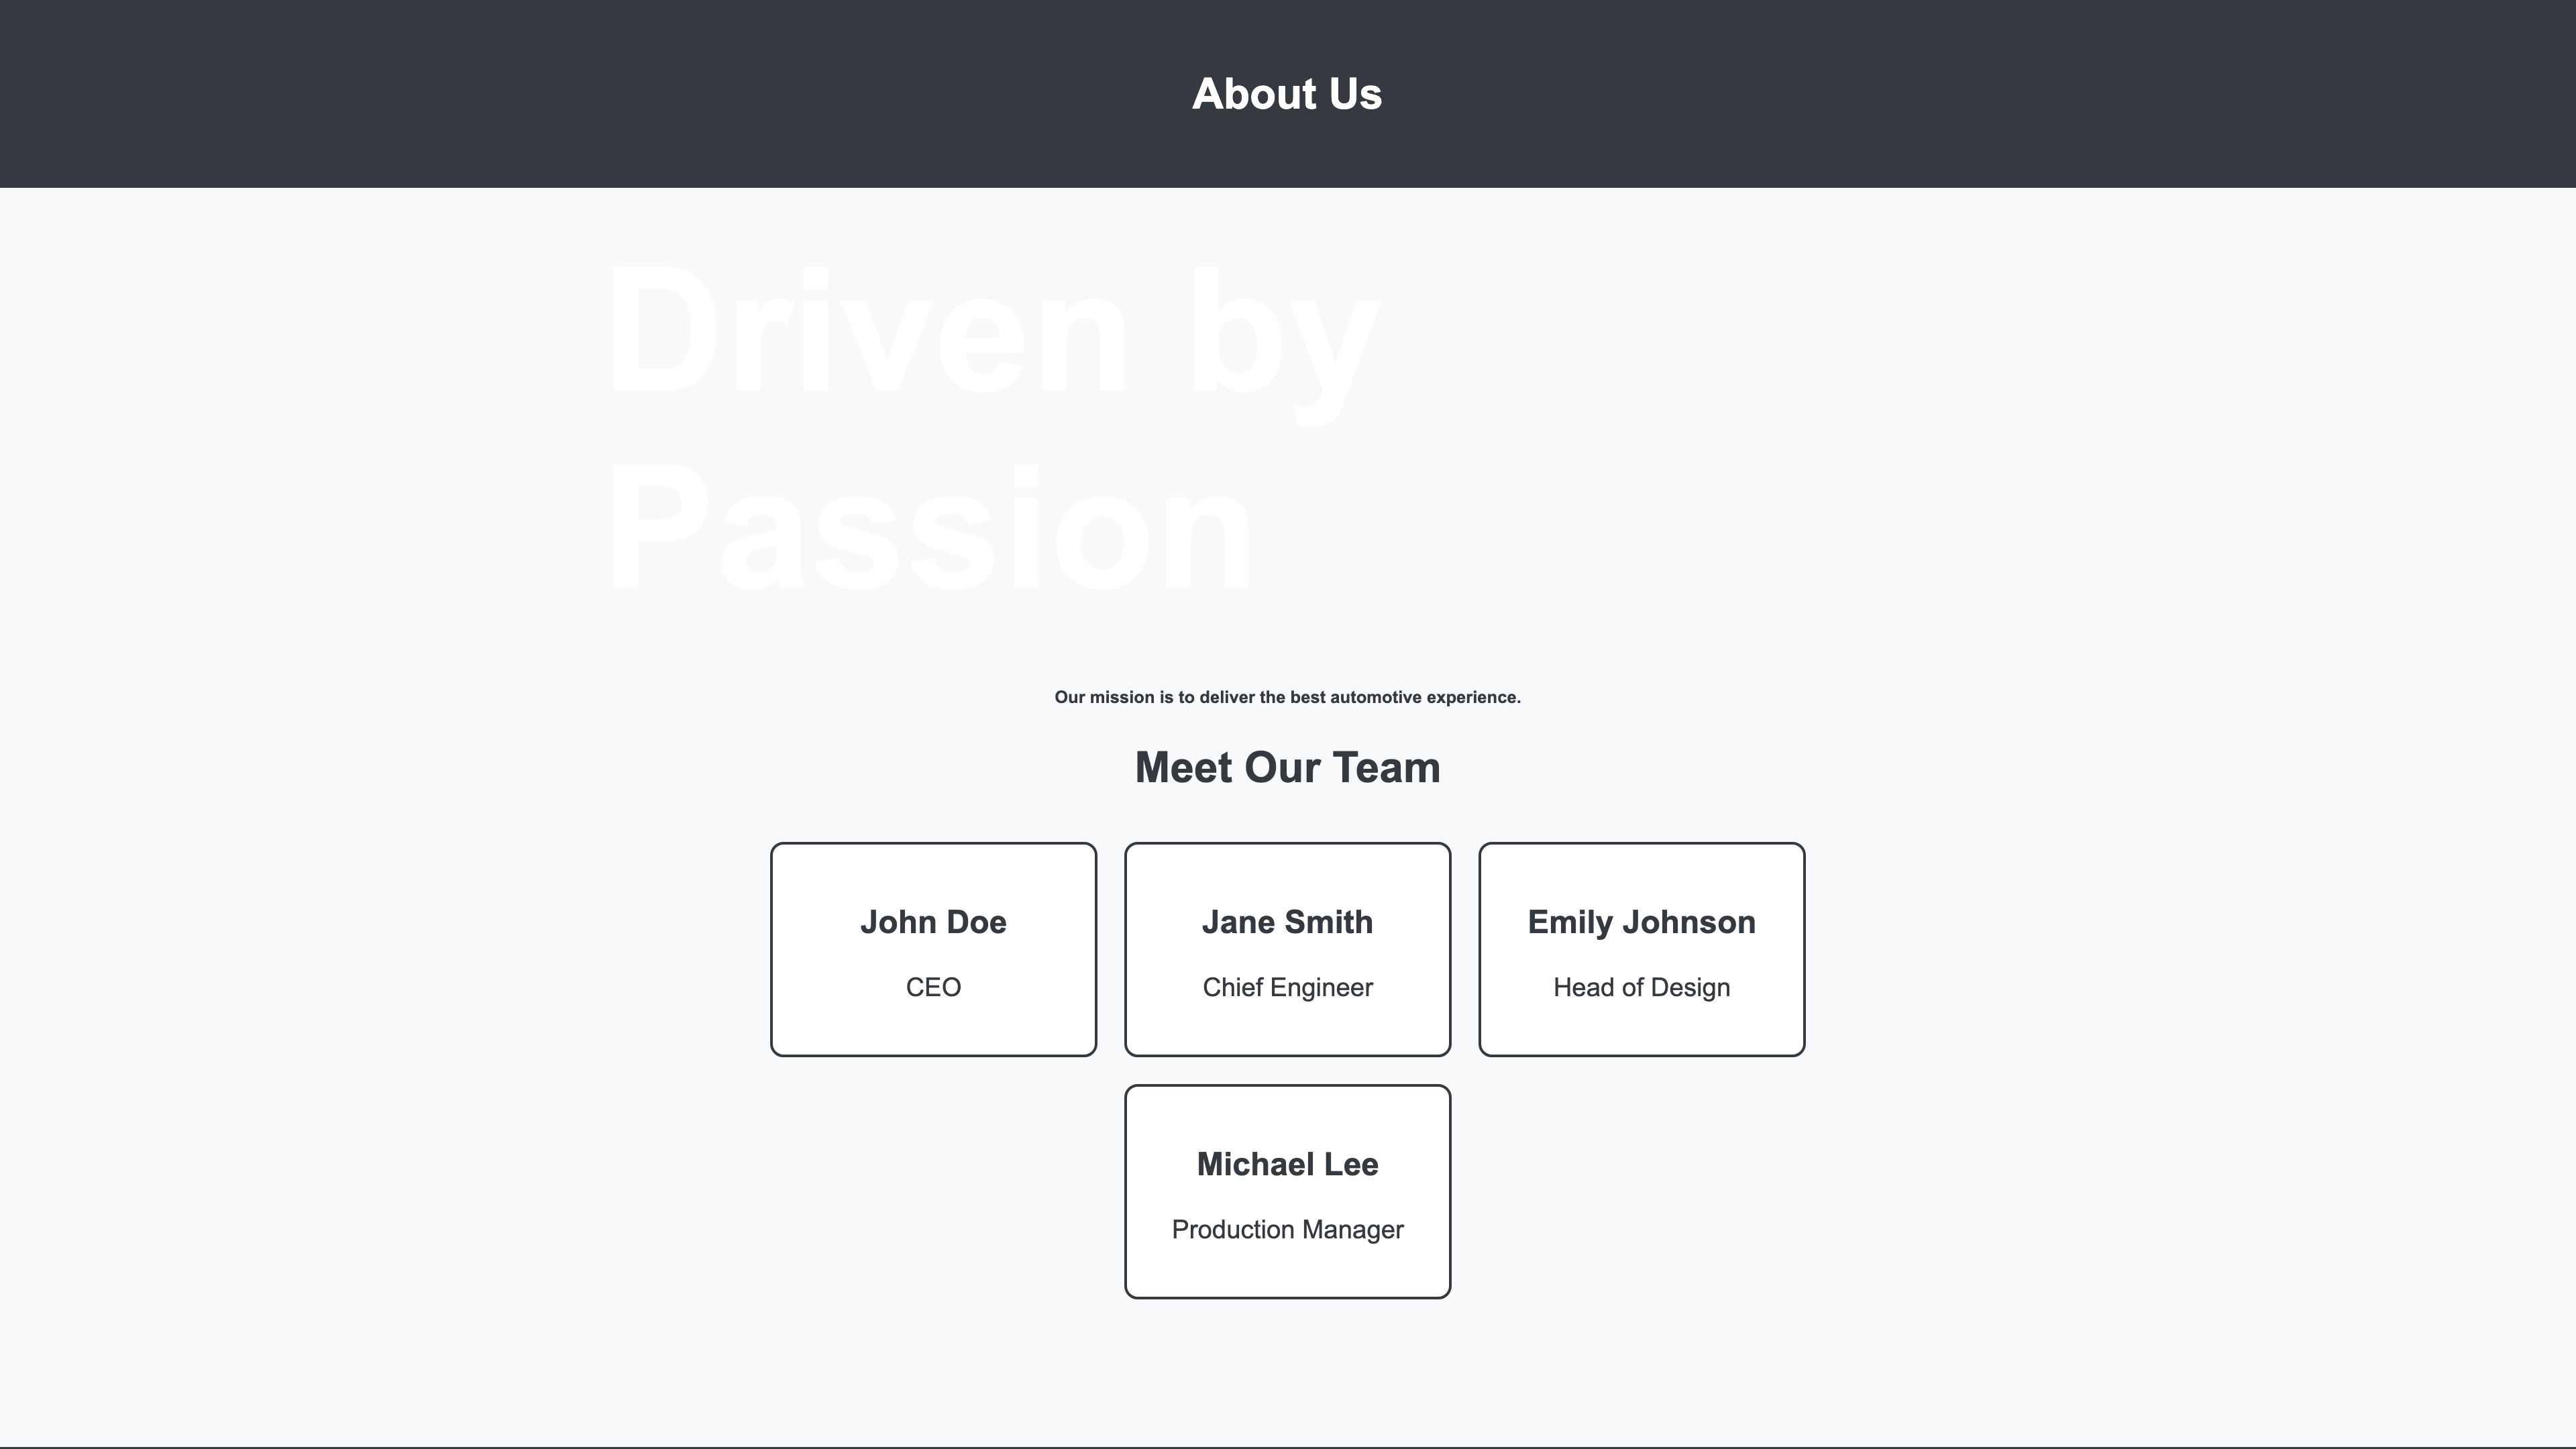 About Us
Driven by
Passion
Our mission is to deliver the best automotive experience.
Meet Our Team
John Doe
CEO
Jane Smith
Chief Engineer
Emily Johnson
Head of Design
Michael Lee
Production Manager